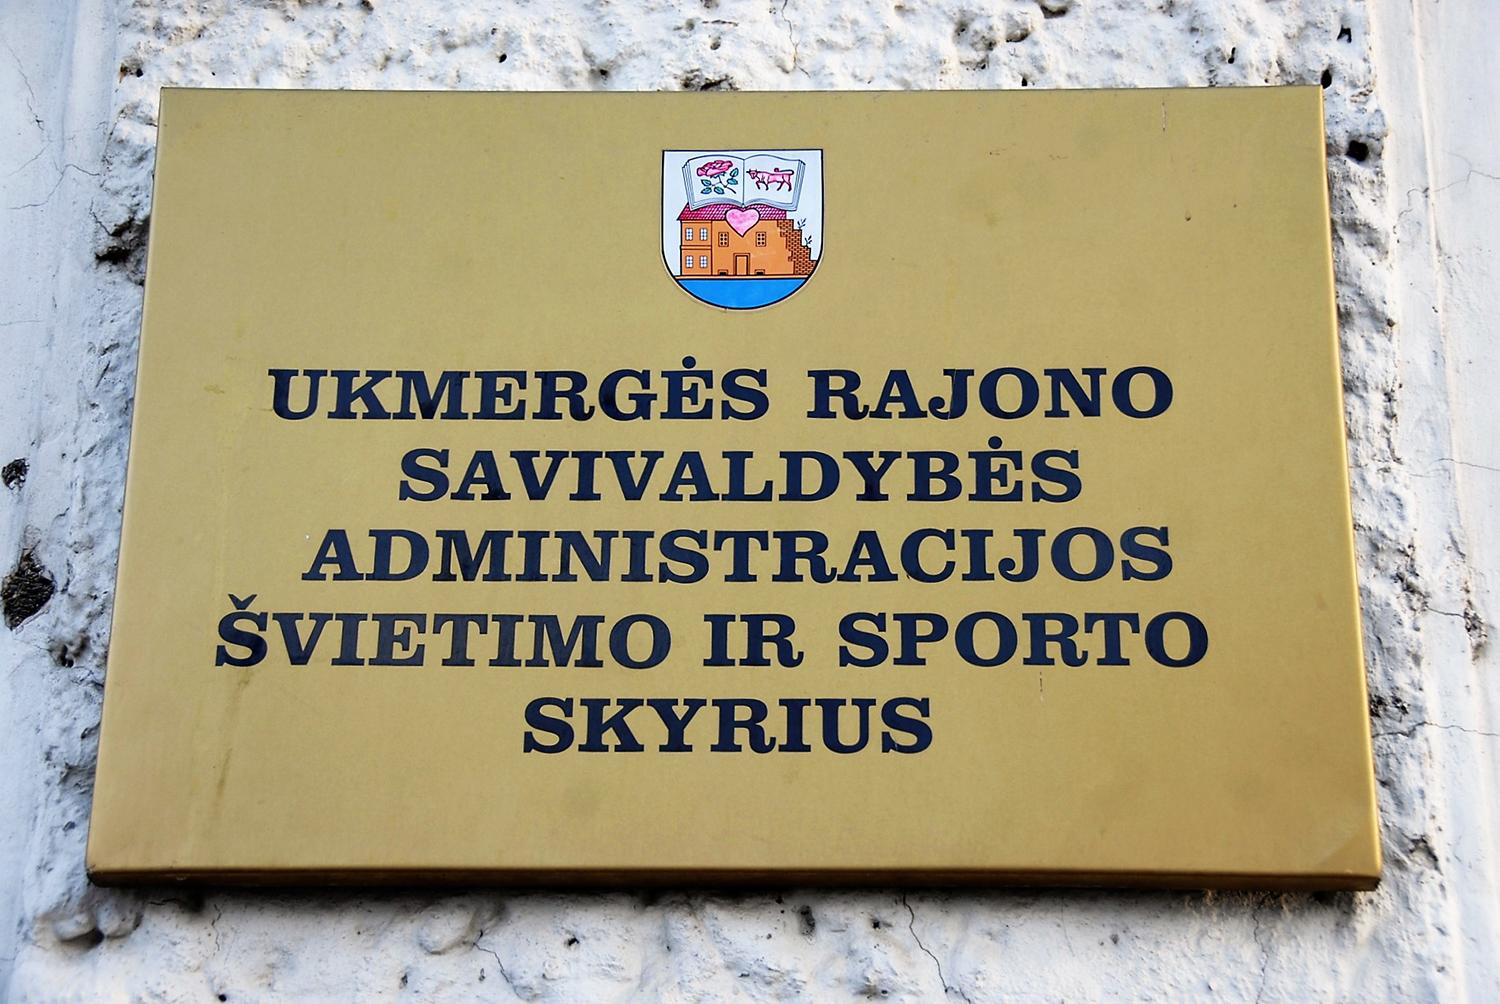 UKMERGĖS RAJONO
SAVIVALDYBĖS
ADMINISTRACIJOS
ŠVIETIMO IR SPORTO
SKYRIUS